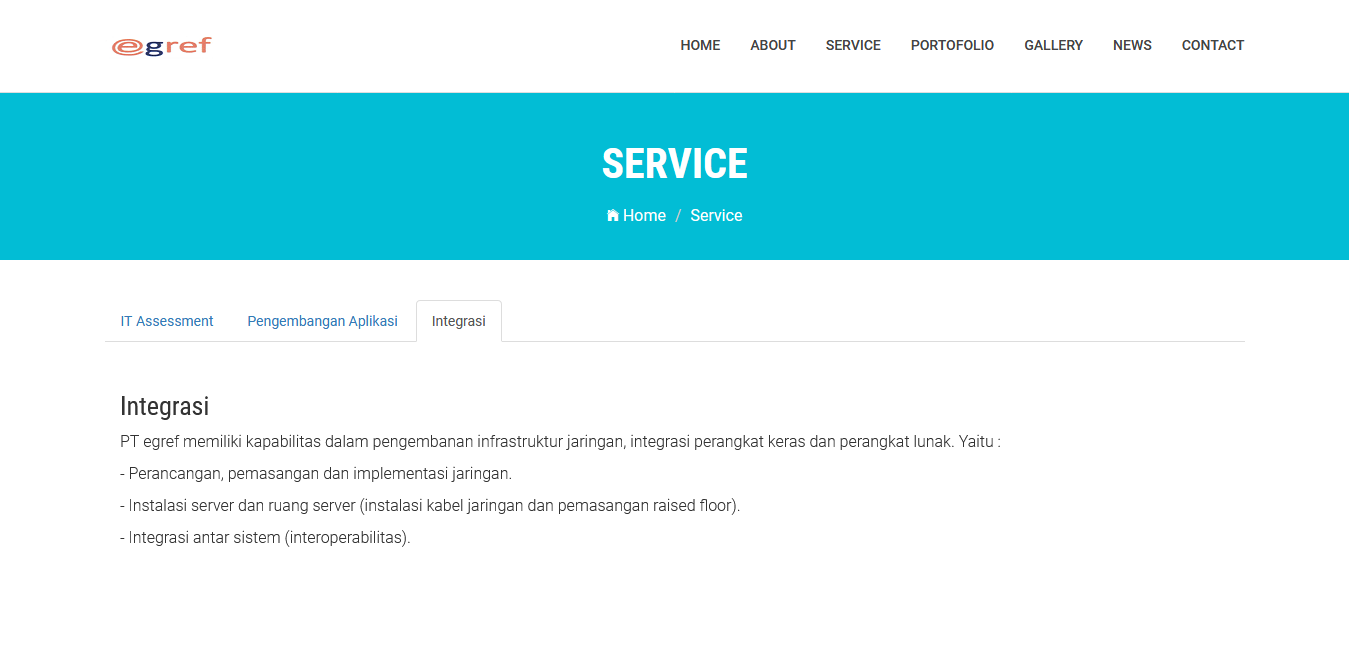 egref
HOME ABOUT SERVICE PORTOFOLIO GALLERY NEWS CONTACT
SERVICE
Home / Service
IT Assessment Pengembangan Aplikasi Integrasi
Integrasi
PT egref memiliki kapabilitas dalam pengembanan infrastruktur jaringan, integrasi perangkat keras dan perangkat lunak. Yaitu :
- Perancangan, pemasangan dan implementasi jaringan.
- Instalasi server dan ruang server (instalasi kabel jaringan dan pemasangan raised floor).
- Integrasi antar sistem (interoperabilitas).